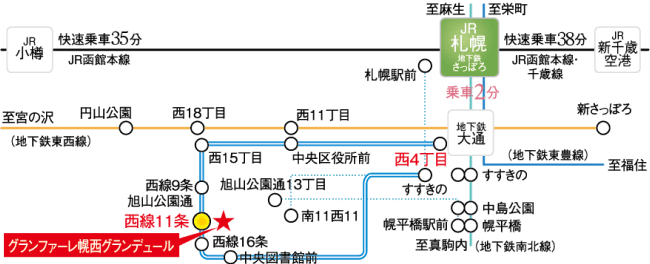 至麻生
至栄町
JR
小樽
快速乗車35分
JR函館本線
JR
札幌
地下鉄
さっぽろ
快速乗車38分
JR函館本線・
千歳線
JR
新千歳
空港
札幌駅前
乗車2分
至宮の沢
(地下鉄東西線)
円山公園
西18丁目
西11丁目
地下鉄
大通
新さっぽろ
西15丁目
中央区役所前
西4丁目
(地下鉄東豊線)
至福住
西線9条
旭山公園通
旭山公園通13丁目
すすきの
すすきの
西線11条
南11西11
中島公園
グランファーレ幌西グランデュール
西線16条
中央図書館前
幌平橋駅前
幌平橋
至真駒内
(地下鉄南北線)